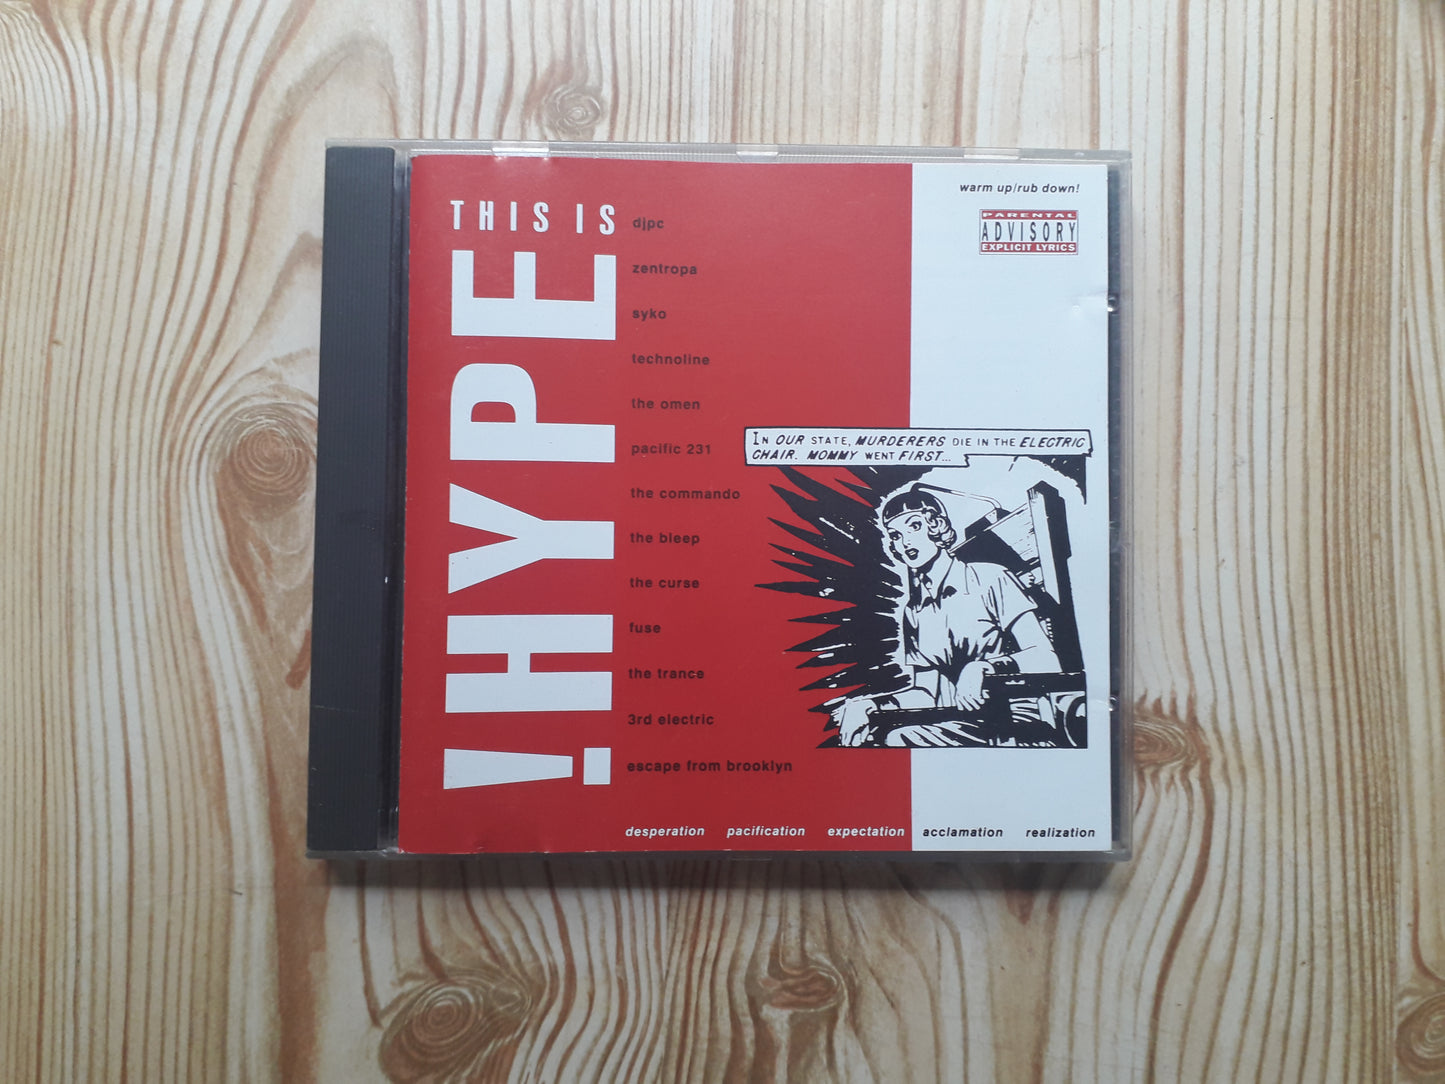 THIS IS
!HYPE
djpc
zentropa
syko
technoline
the omen
pacific 231
the commando
the bleep
the curse
fuse
the trance
3rd electric
escape from brooklyn
warm up/rub down!
PARENTAL
ADVISORY
EXPLICIT LYRICS
IN OUR STATE, MURDERERS DIE IN THE ELECTRIC
CHAIR. MOMMY WENT FIRST...
desperation pacification expectation acclamation realization